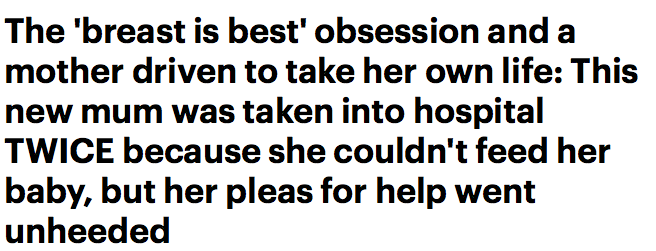 The 'breast is best' obsession and a
mother driven to take her own life: This
new mum was taken into hospital
TWICE because she couldn't feed her
baby, but her pleas for help went
unheeded